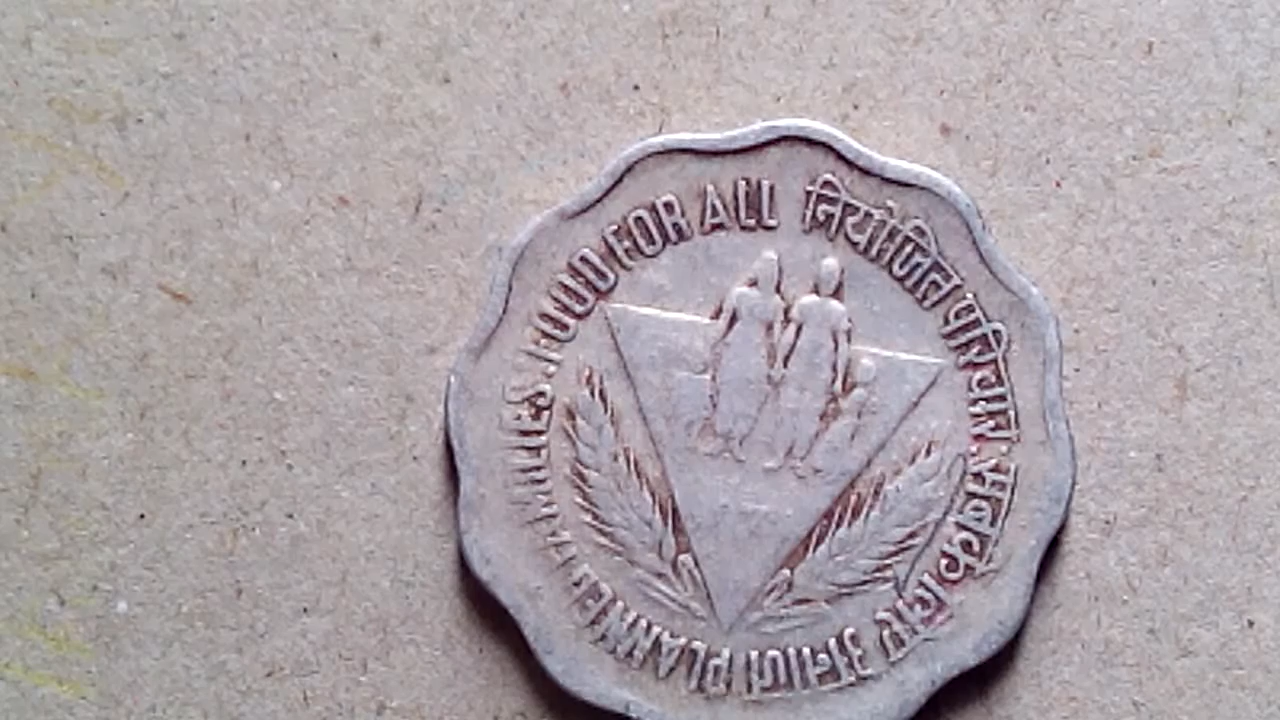 PLANNED FAMILIES : FOOD FOR ALL
नियोजित परिवार : सबके लिए अनाज